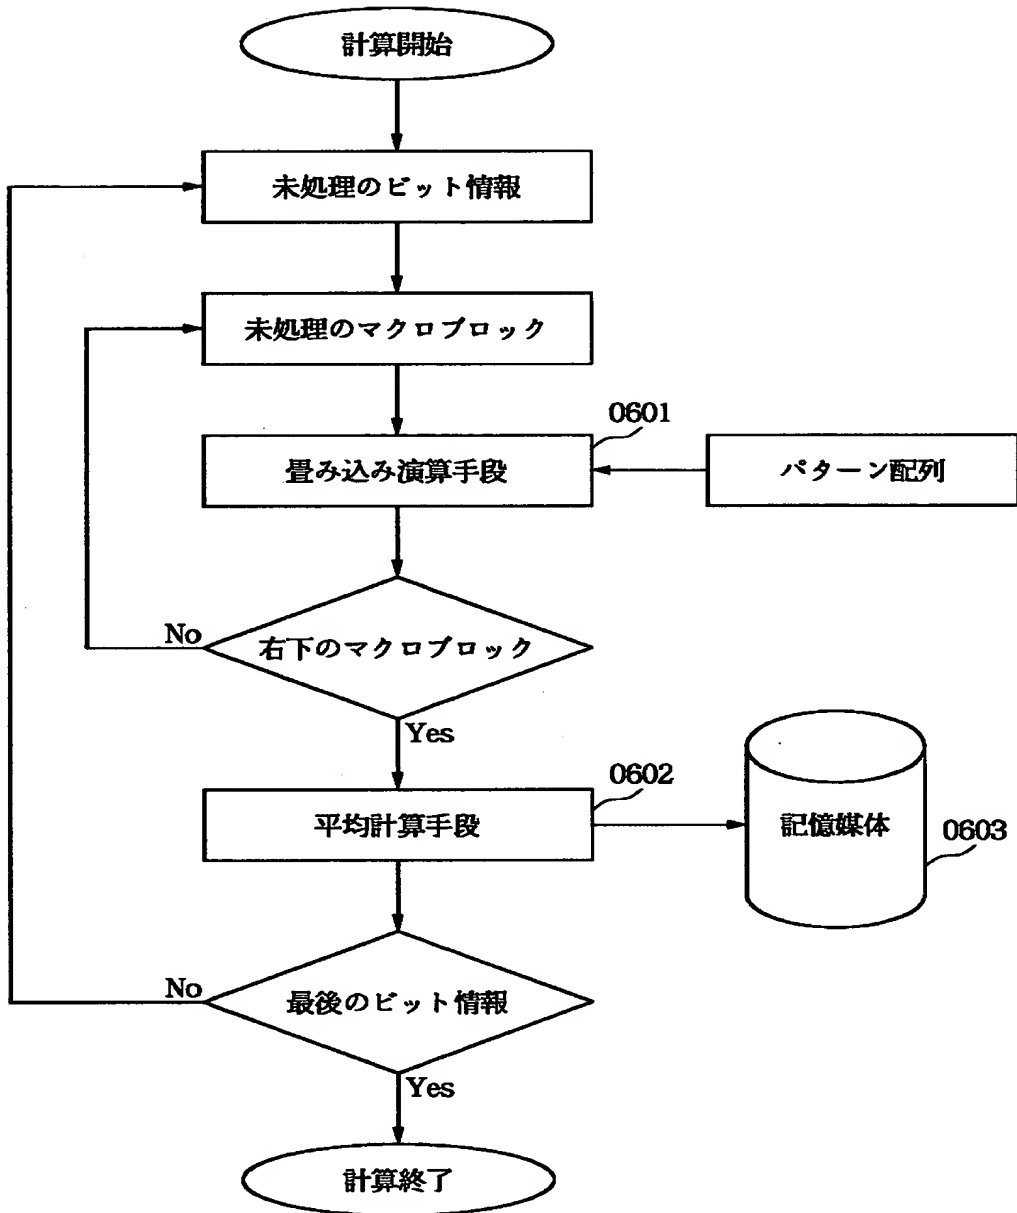 計算開始
未処理のビット情報
未処理のマクロブロック
0601
畳み込み演算手段
パターン配列
No
右下のマクロブロック
Yes
0602
平均計算手段
記憶媒体
0603
No
最後のビット情報
Yes
計算終了